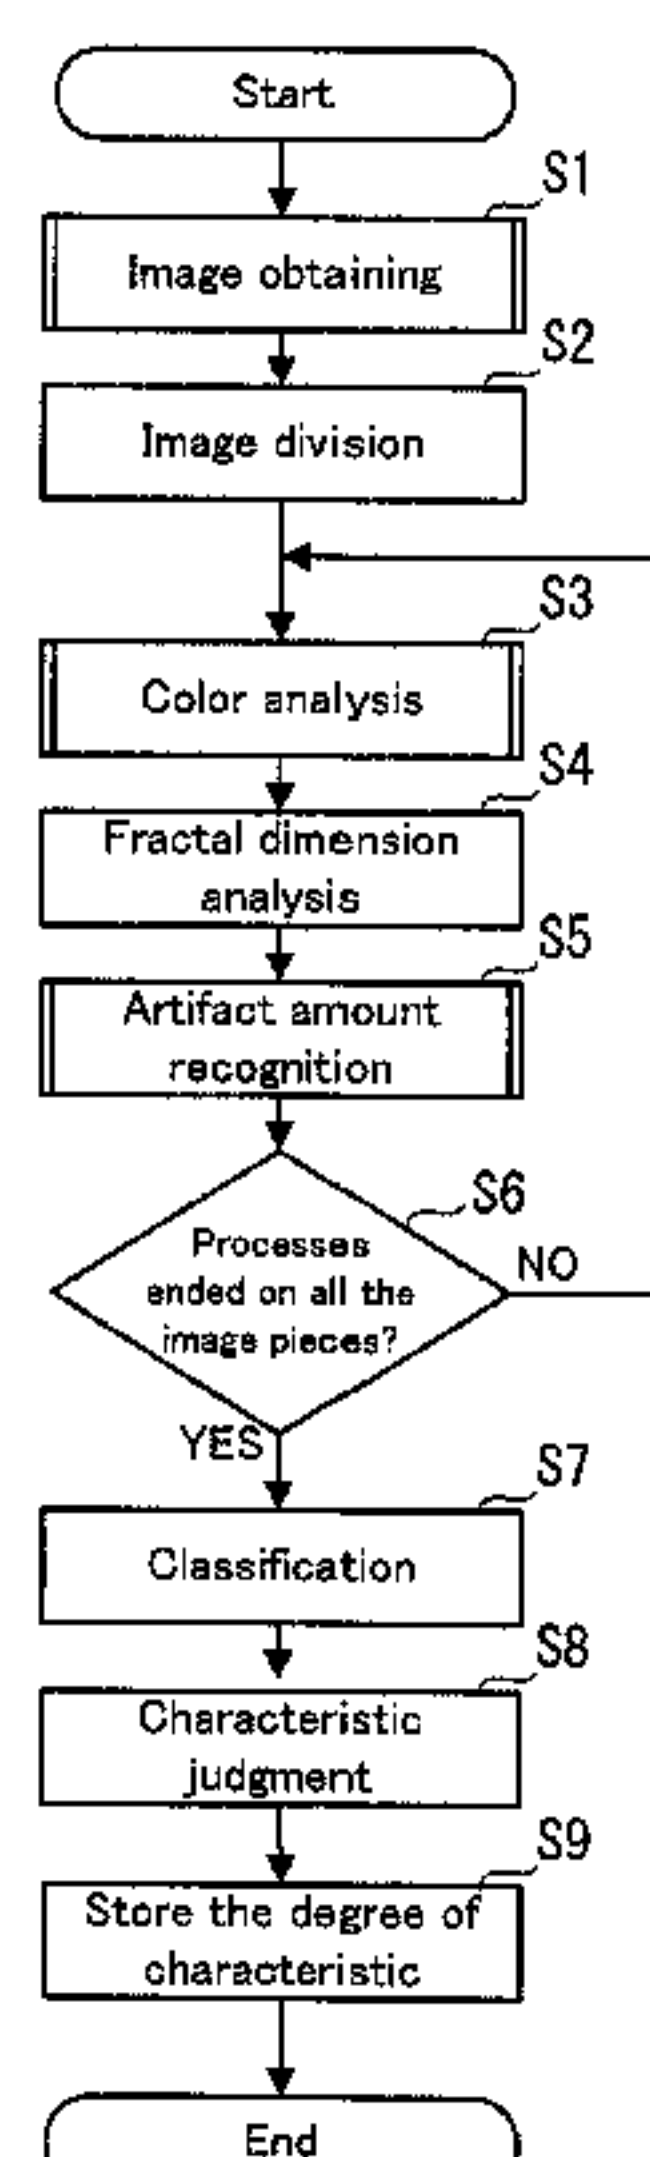 Start
S1
Image obtaining
S2
Image division
S3
Color analysis
S4
Fractal dimension
analysis
S5
Artifact amount
recognition
S6
Processes
ended on all the
image pieces?
NO
YES
S7
Classification
S8
Characteristic
judgment
S9
Store the degree of
characteristic
End